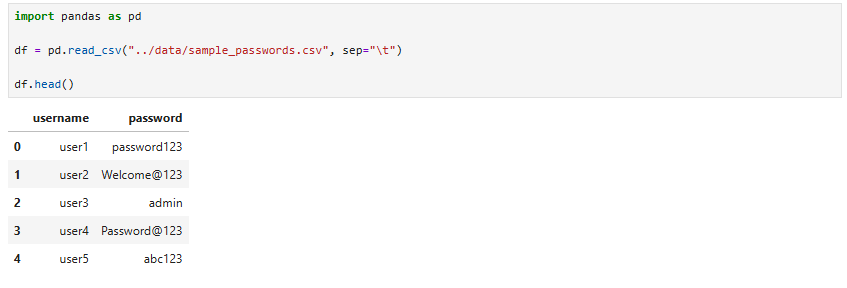 import pandas as pd
df = pd.read_csv("../data/sample_passwords.csv", sep="\t")
df.head()
username password
0 user1 password123
1 user2 Welcome@123
2 user3 admin
3 user4 Password@123
4 user5 abc123